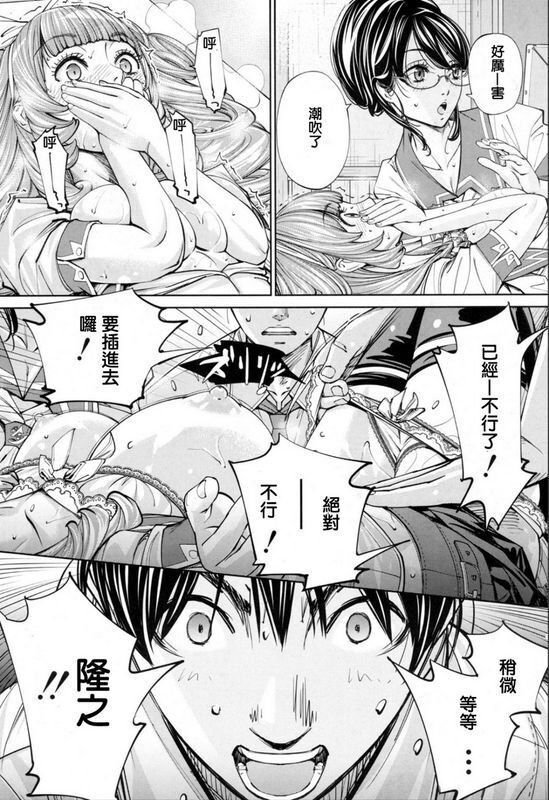 好厲—害
潮吹了
呼
呼
呼
已經—不行了！
要插進去
囉！
—絕對
不行！
稍微
等等…
隆之
！！